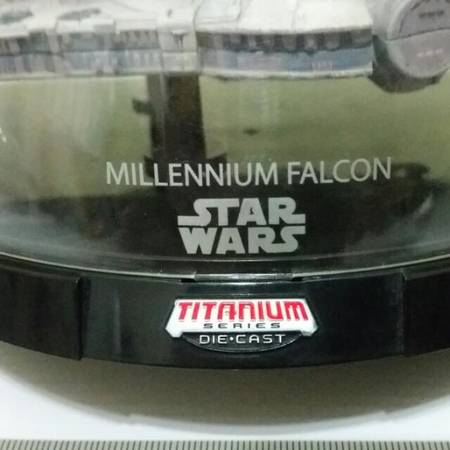 MILLENNIUM FALCON
STAR
WARS
TITANIUM
SERIES
DIE•CAST